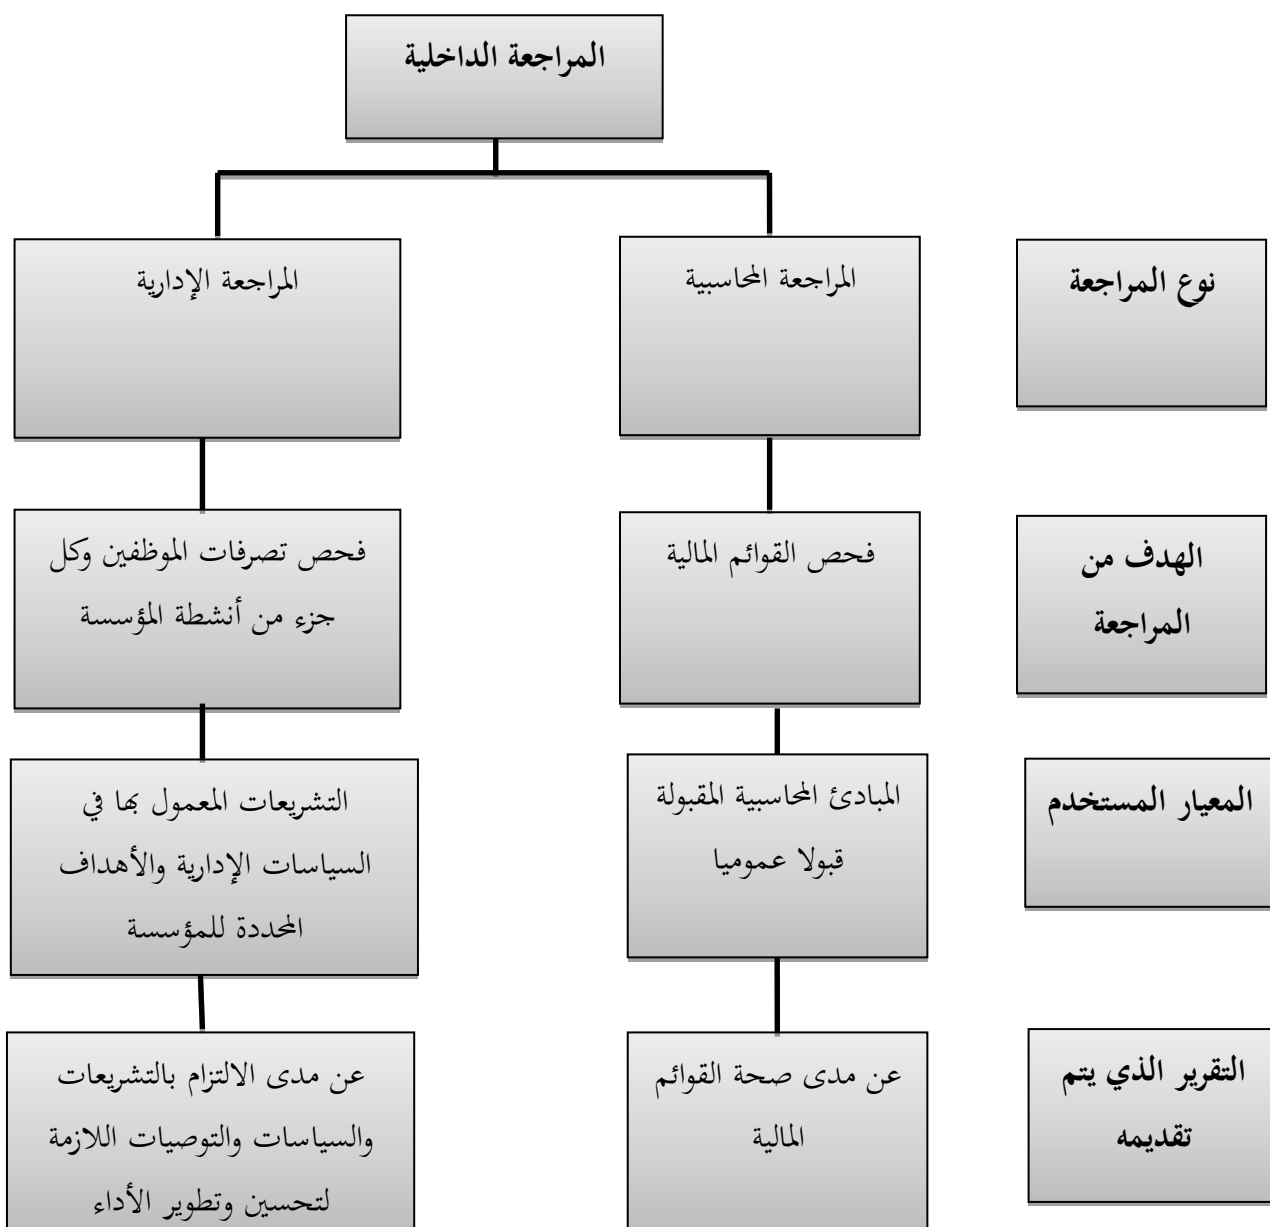 المراجعة الداخلية
نوع المراجعة
المراجعة المحاسبية
المراجعة الإدارية
الهدف من
المراجعة
فحص القوائم المالية
فحص تصرفات الموظفين وكل
جزء من أنشطة المؤسسة
المعيار المستخدم
المبادئ المحاسبية المقبولة
قبولا عموميا
التشريعات المعمول بها في
السياسات الإدارية والأهداف
المحددة للمؤسسة
التقرير الذي يتم
تقديمه
عن مدى صحة القوائم
المالية
عن مدى الالتزام بالتشريعات
والسياسات والتوصيات اللازمة
لتحسين وتطوير الأداء